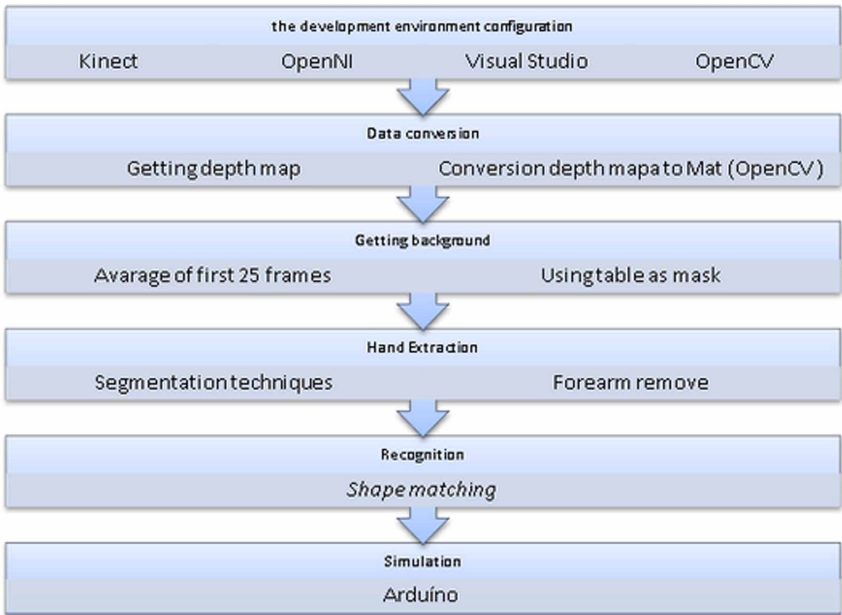 the development environment configuration
Kinect OpenNI Visual Studio OpenCV
Data conversion
Getting depth map Conversion depth mapa to Mat (OpenCV)
Getting background
Avarage of first 25 frames Using table as mask
Hand Extraction
Segmentation techniques Forearm remove
Recognition
Shape matching
Simulation
Arduíno